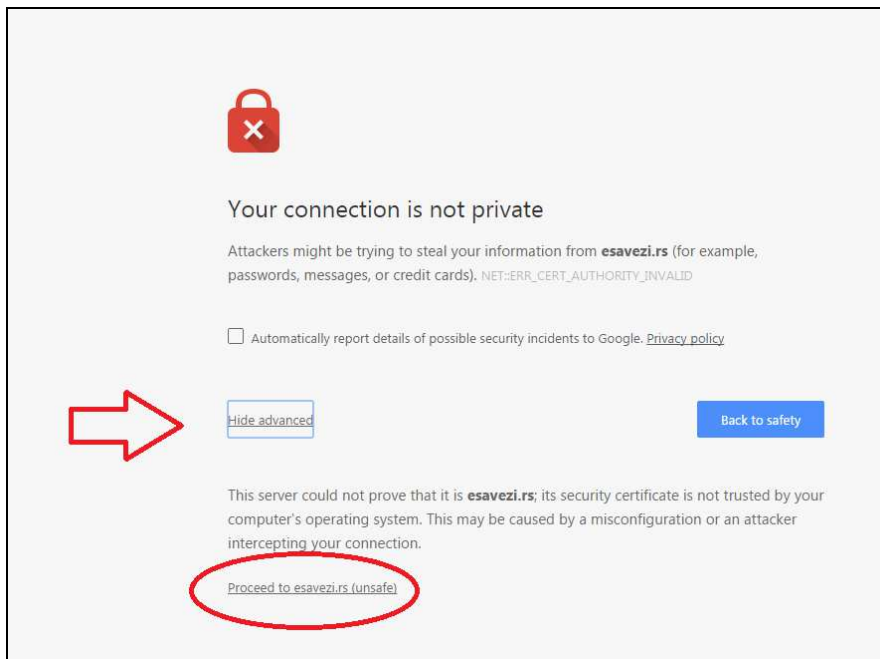 Your connection is not private
Attackers might be trying to steal your information from esavezi.rs (for example,
passwords, messages, or credit cards). NET::ERR_CERT_AUTHORITY_INVALID
Automatically report details of possible security incidents to Google. Privacy policy
Hide advanced
Back to safety
This server could not prove that it is esavezi.rs; its security certificate is not trusted by your
computer's operating system. This may be caused by a misconfiguration or an attacker
intercepting your connection.
Proceed to esavezi.rs (unsafe)